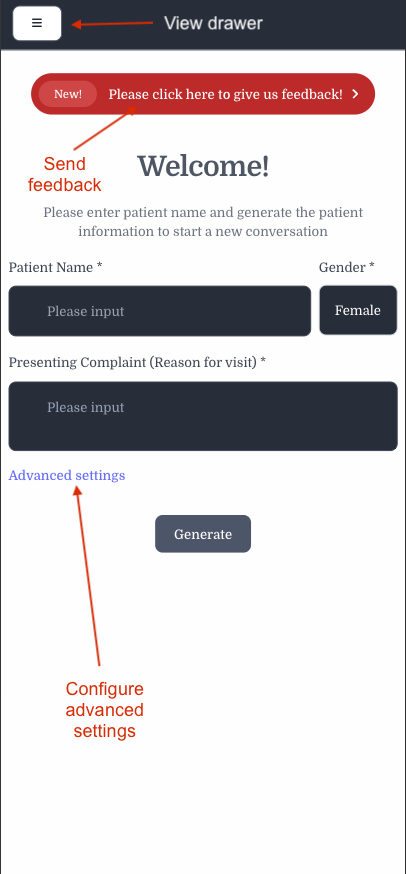 View drawer
New! Please click here to give us feedback!
Send
feedback
Welcome!
Please enter patient name and generate the patient
information to start a new conversation
Patient Name * Gender *
Please input Female
Presenting Complaint (Reason for visit) *
Please input
Advanced settings
Generate
Configure
advanced
settings